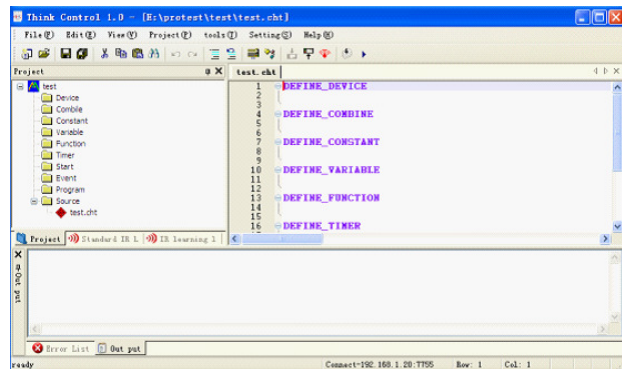 Think Control 1.0 - [H:\protest\test\test.cht]
File(F) Edit(E) View(V) Project(P) tools(T) Setting(S) Help(H)
Project
test.cht
test
Device
Combile
Constant
Variable
Function
Timer
Start
Event
Program
Source
test.cht
1 DEFINE_DEVICE
2
3
4 DEFINE_COMBINE
5
6
7 DEFINE_CONSTANT
8
9
10 DEFINE_VARIABLE
11
12
13 DEFINE_FUNCTION
14
15
16 DEFINE_TIMER
Project Standard IR L IR learning l
Out put
Error List Out put
ready Connect-192.168.1.20:7755 Row: 1 Col: 1